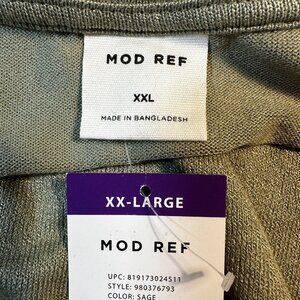 MOD REF
XXL
MADE IN BANGLADESH
XX-LARGE
MOD REF
UPC: 819173024511
STYLE: 980376793
COLOR: SAGE